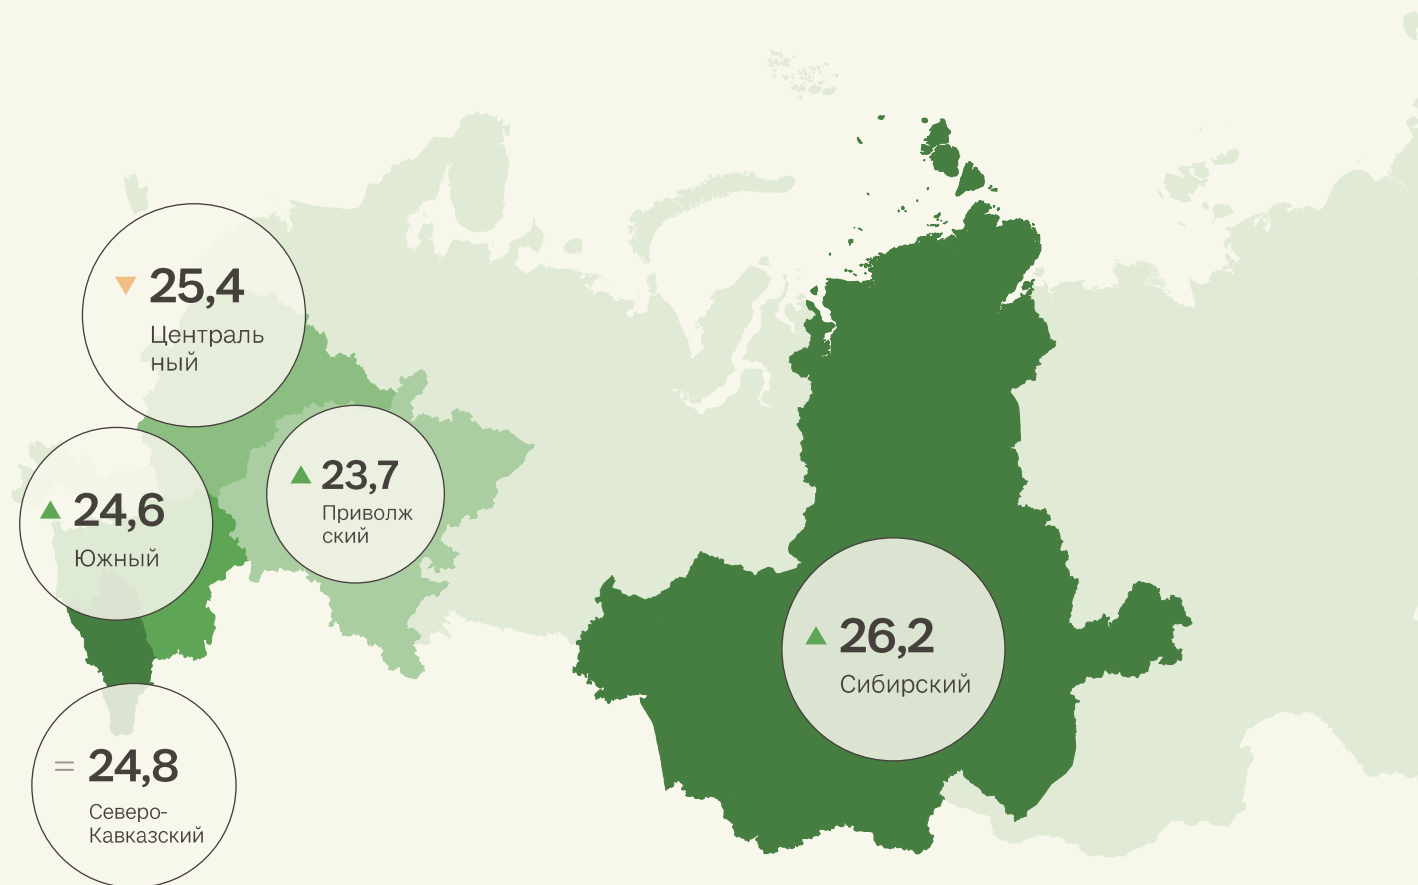 25,4
Централь
ный
23,7
Приволж
ский
24,6
Южный
26,2
Сибирский
= 24,8
Северо-
Кавказский